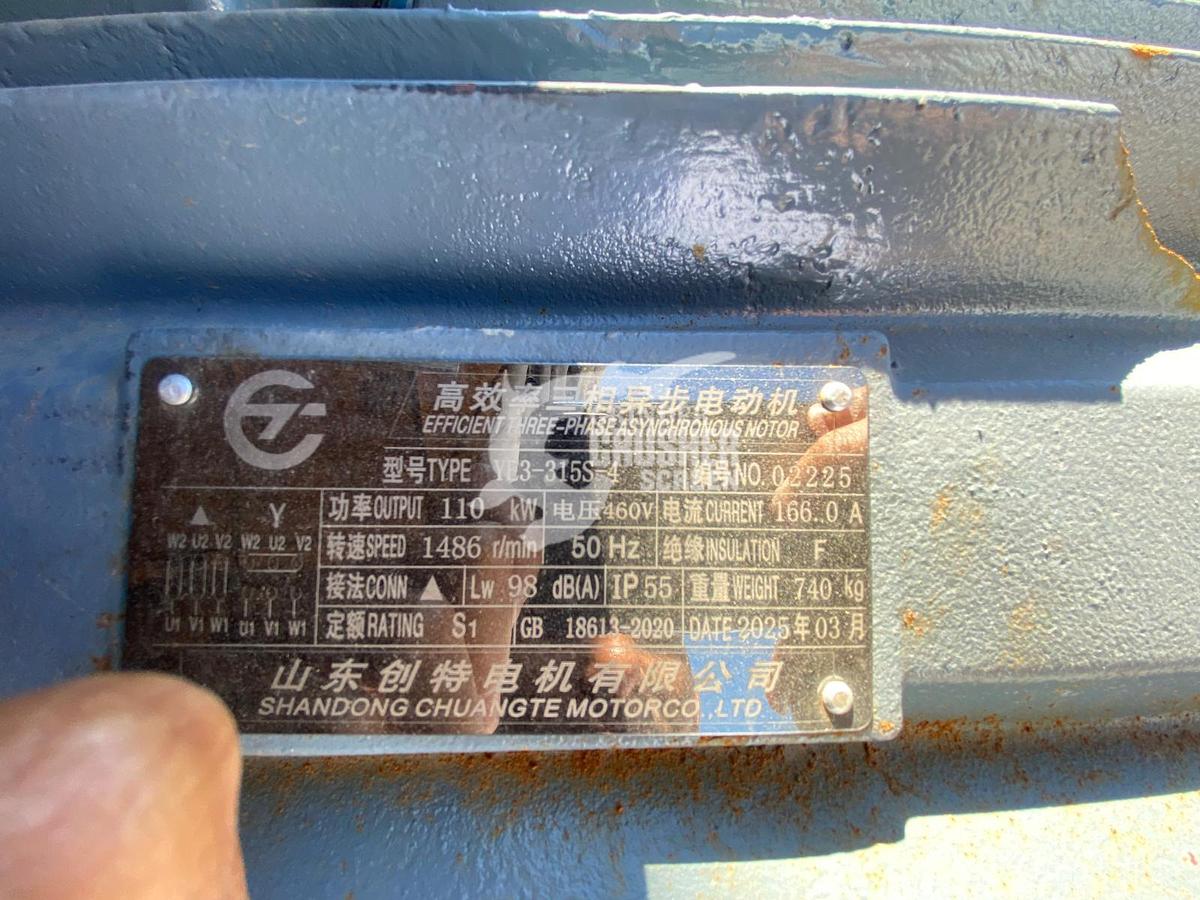 高效率三相异步电动机
EFFICIENT THREE-PHASE ASYNCHRONOUS NOTOR
型号TYPE YE3-315S-4 编号NO. 02225
功率OUTPUT 110 kW 电压460V 电流CURRENT 166.0 A
转速SPEED 1486 r/min 50 Hz 绝缘INSULATION F
接法CONN ▲ Lw 98 dB(A) IP 55 重量WEIGHT 740 kg
定额RATING S1 GB 18613-2020 DATE 2025年03月
▲ Y
W2 U2 V2 W2 U2 V2
U1 V1 W1 U1 V1 W1
山东创特电机有限公司
SHANDONG CHUANGTE MOTORCO.,LTD
CRUSHER
SCREEN